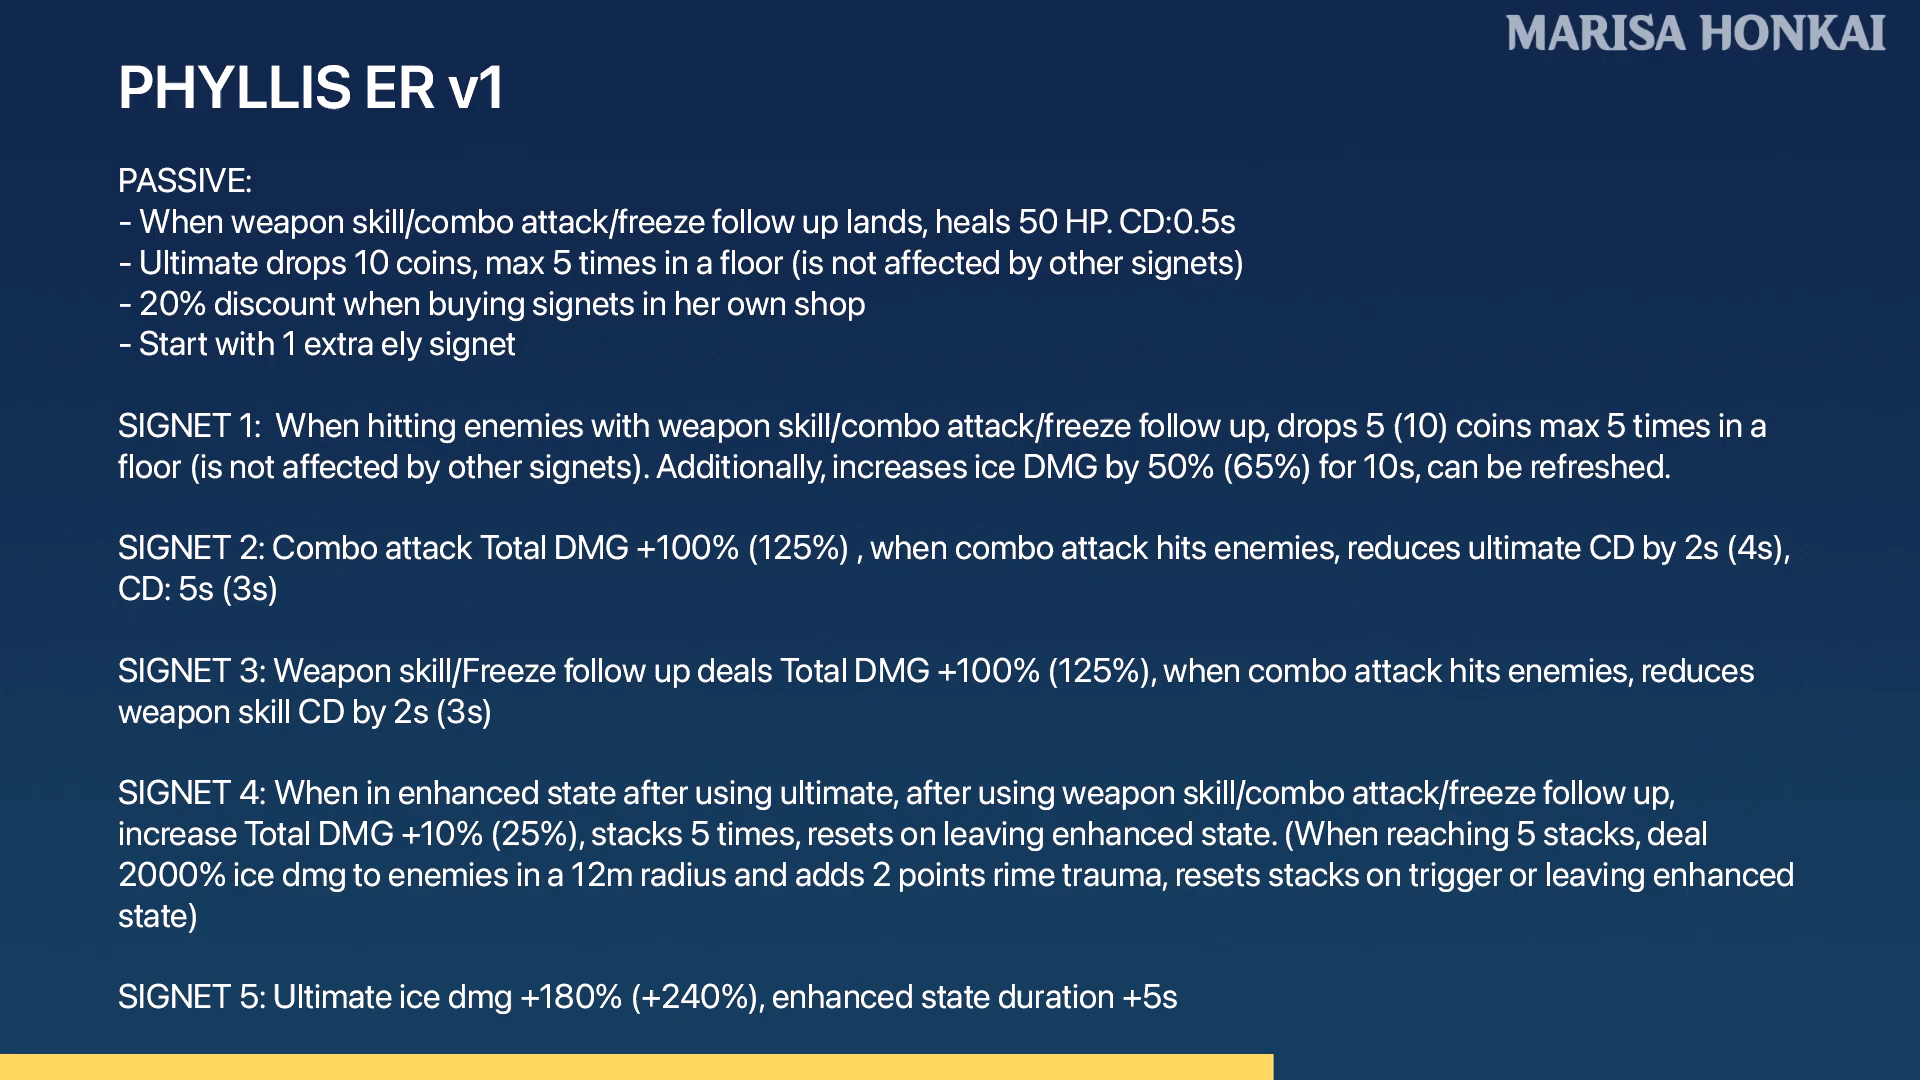 MARISA HONKAI
PHYLLIS ER v1
PASSIVE:
- When weapon skill/combo attack/freeze follow up lands, heals 50 HP. CD:0.5s
- Ultimate drops 10 coins, max 5 times in a floor (is not affected by other signets)
- 20% discount when buying signets in her own shop
- Start with 1 extra ely signet
SIGNET 1:  When hitting enemies with weapon skill/combo attack/freeze follow up, drops 5 (10) coins max 5 times in a
floor (is not affected by other signets). Additionally, increases ice DMG by 50% (65%) for 10s, can be refreshed.
SIGNET 2: Combo attack Total DMG +100% (125%) , when combo attack hits enemies, reduces ultimate CD by 2s (4s),
CD: 5s (3s)
SIGNET 3: Weapon skill/Freeze follow up deals Total DMG +100% (125%), when combo attack hits enemies, reduces
weapon skill CD by 2s (3s)
SIGNET 4: When in enhanced state after using ultimate, after using weapon skill/combo attack/freeze follow up,
increase Total DMG +10% (25%), stacks 5 times, resets on leaving enhanced state. (When reaching 5 stacks, deal
2000% ice dmg to enemies in a 12m radius and adds 2 points rime trauma, resets stacks on trigger or leaving enhanced
state)
SIGNET 5: Ultimate ice dmg +180% (+240%), enhanced state duration +5s